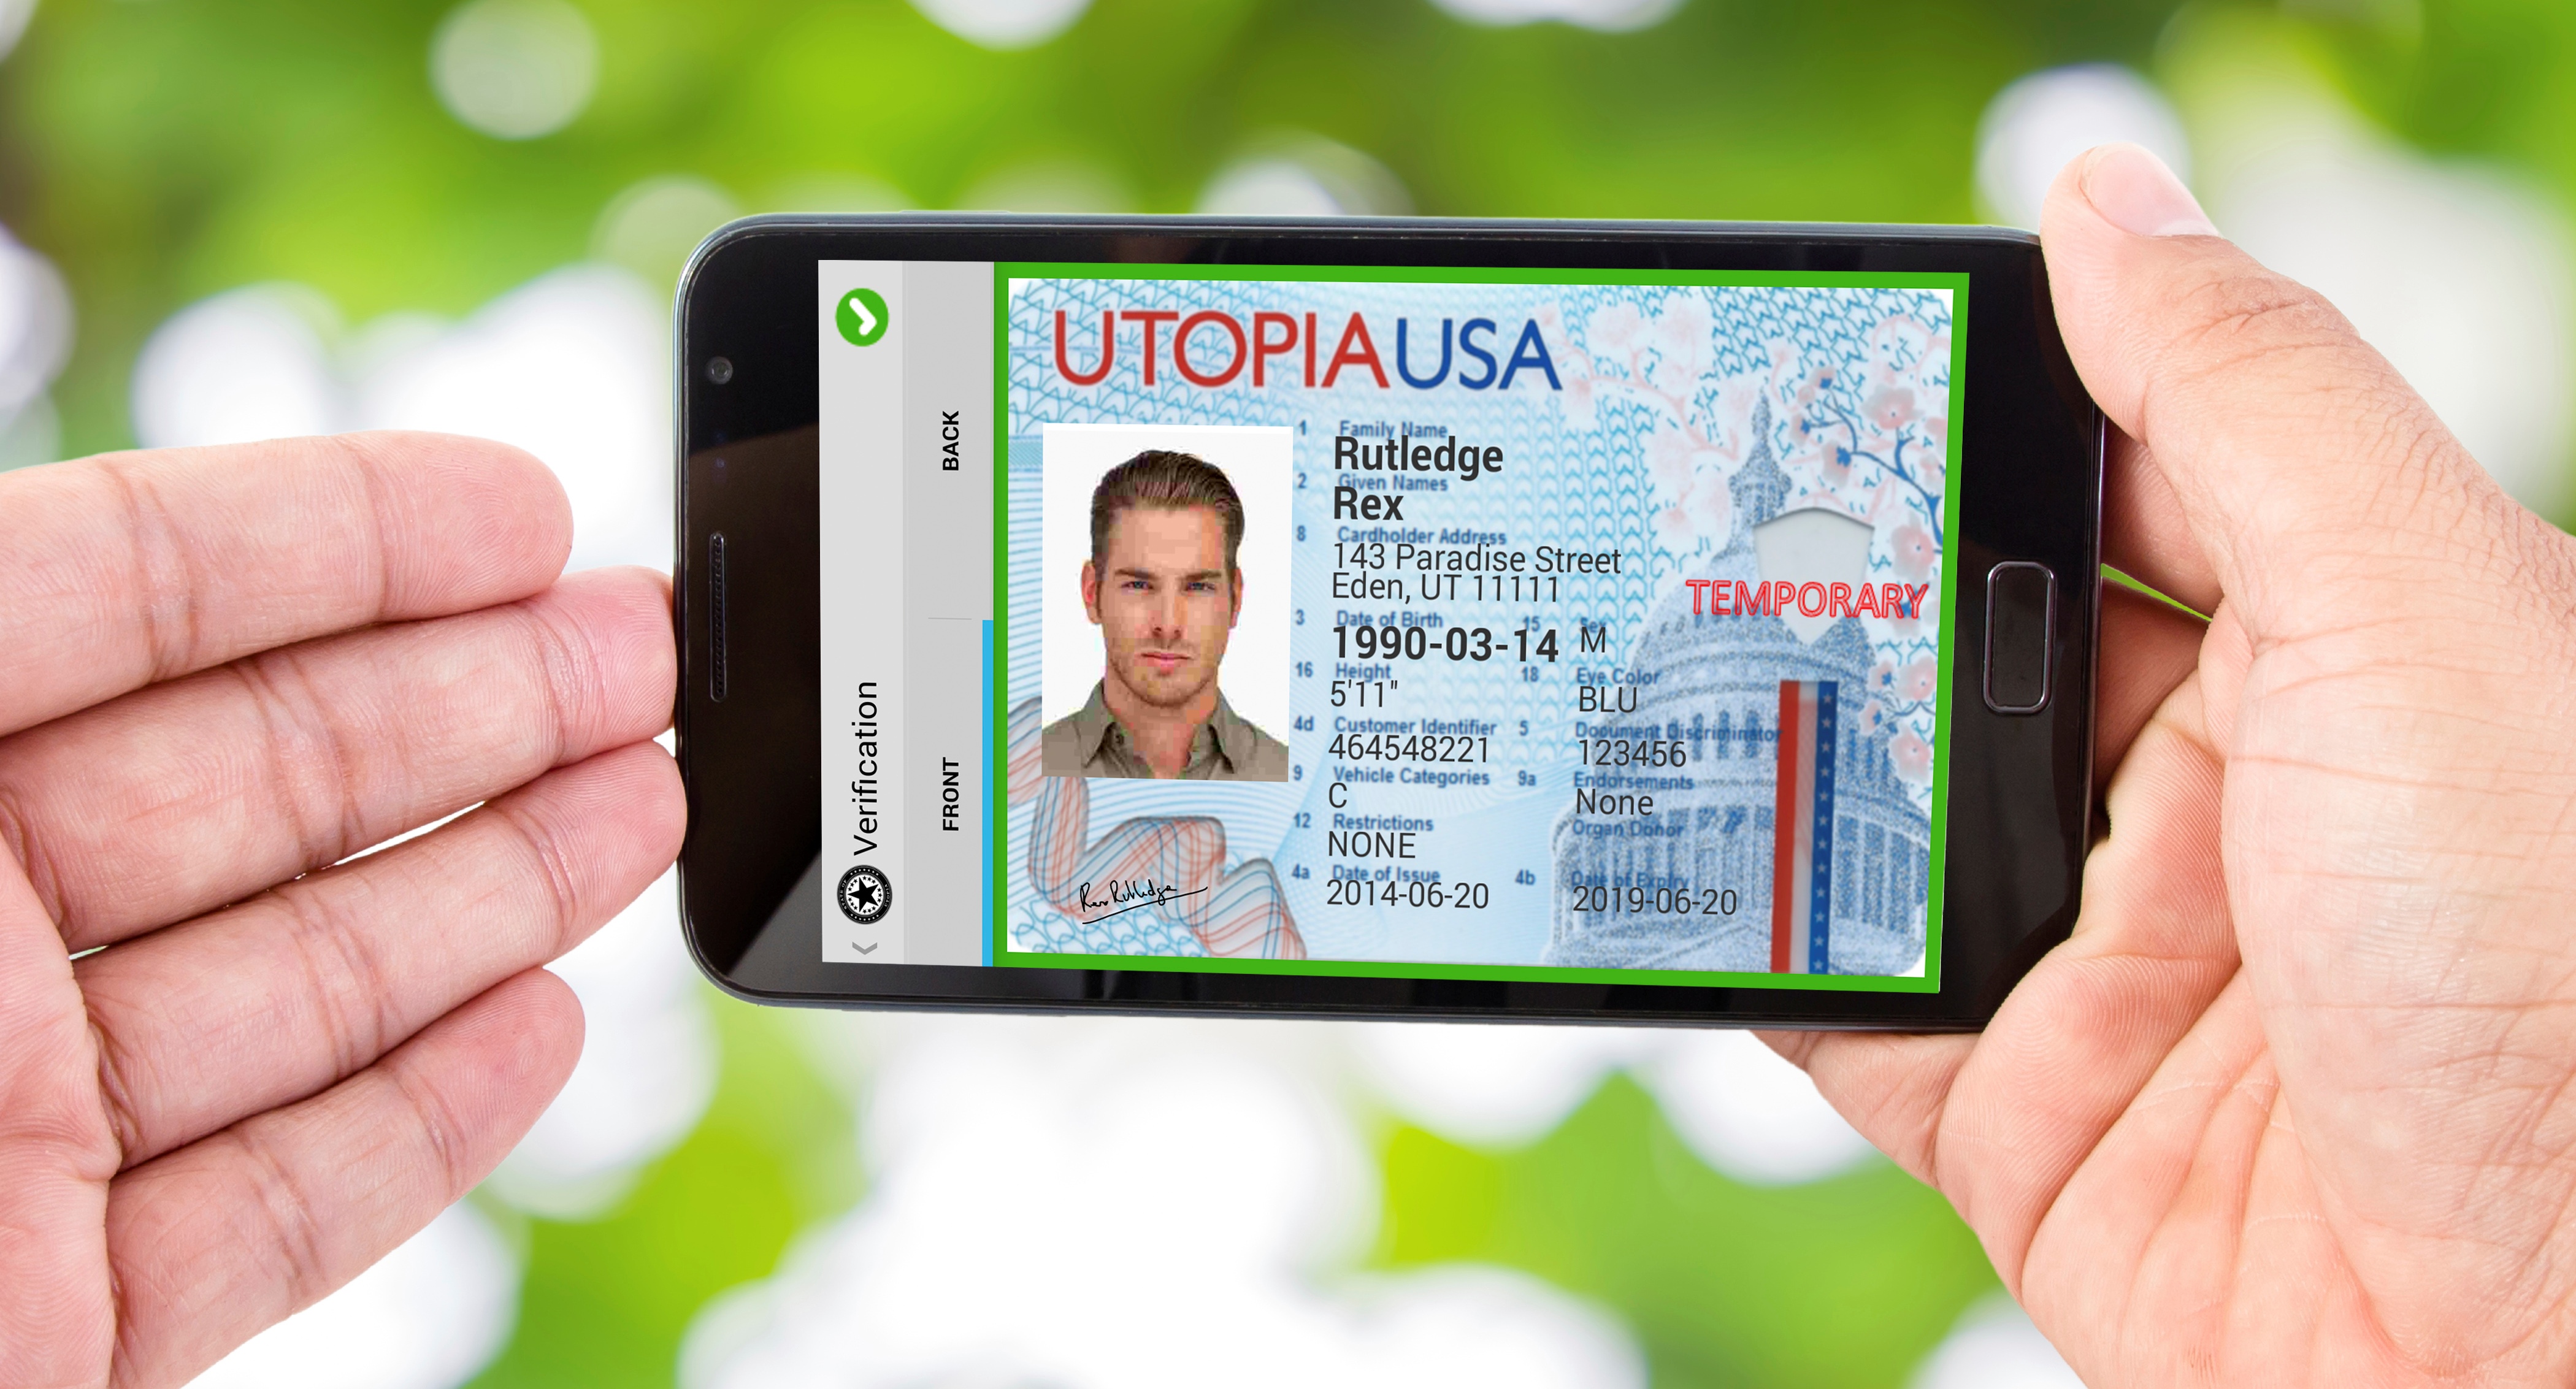 Verification
FRONT
BACK
UTOPIA USA
1 Family Name
Rutledge
2 Given Names
Rex
8 Cardholder Address
143 Paradise Street
Eden, UT 11111
3 Date of Birth 15 Sex
1990-03-14 M
16 Height 18 Eye Color
5'11" BLU
4d Customer Identifier 5 Document Discriminator
464548221 123456
9 Vehicle Categories 9a Endorsements
C None
12 Restrictions Organ Donor
NONE
4a Date of Issue 4b Date of Expiry
2014-06-20 2019-06-20
TEMPORARY
Rex Rutledge